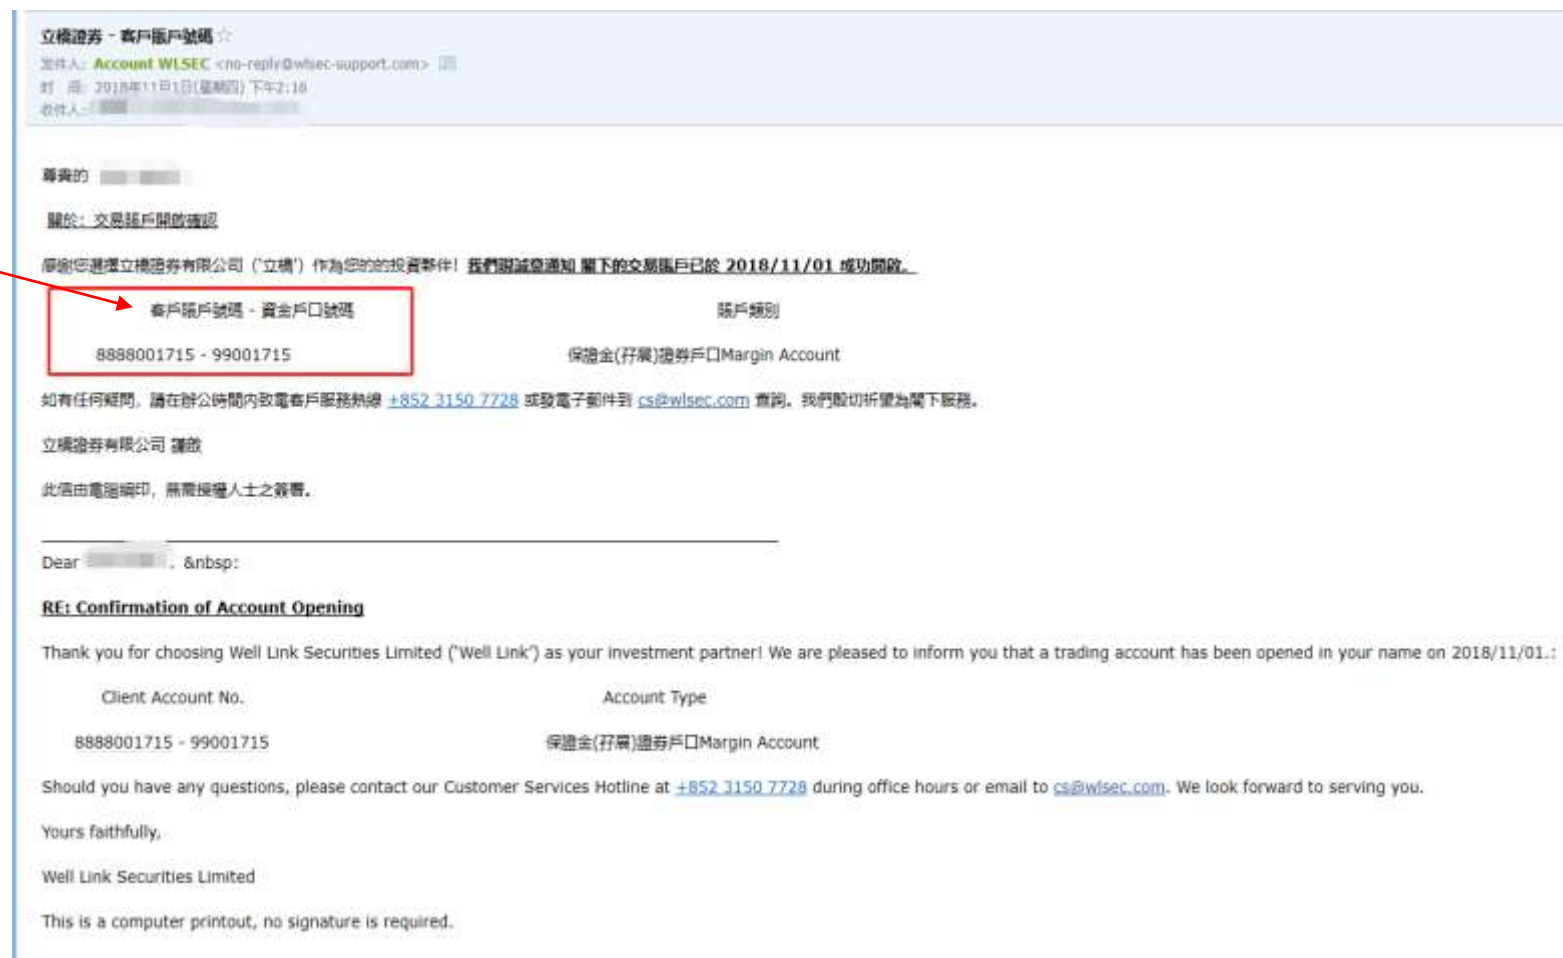 立橋證券 - 客戶賬戶號碼☆
发件人: Account WLSEC <no-reply@wlsec-support.com>
时 间: 2018年11月1日(星期四) 下午2:16
收件人:
尊貴的
關於: 交易賬戶開啟確認
感謝您選擇立橋證券有限公司 ('立橋') 作為您的的投資夥伴! 我們現誠意通知 閣下的交易賬戶已於 2018/11/01 成功開啟。
客戶賬戶號碼 - 資金戶口號碼 賬戶類別
8888001715 - 99001715 保證金(孖展)證券戶口Margin Account
如有任何疑問, 請在辦公時間內致電客戶服務熱線 +852 3150 7728 或發電子郵件到 cs@wlsec.com 查詢。我們殷切祈望為閣下服務。
立橋證券有限公司 謹啟
此信由電腦編印, 無需授權人士之簽署。
Dear . &nbsp:
RE: Confirmation of Account Opening
Thank you for choosing Well Link Securities Limited ('Well Link') as your investment partner! We are pleased to inform you that a trading account has been opened in your name on 2018/11/01.:
Client Account No. Account Type
8888001715 - 99001715 保證金(孖展)證券戶口Margin Account
Should you have any questions, please contact our Customer Services Hotline at +852 3150 7728 during office hours or email to cs@wlsec.com. We look forward to serving you.
Yours faithfully,
Well Link Securities Limited
This is a computer printout, no signature is required.